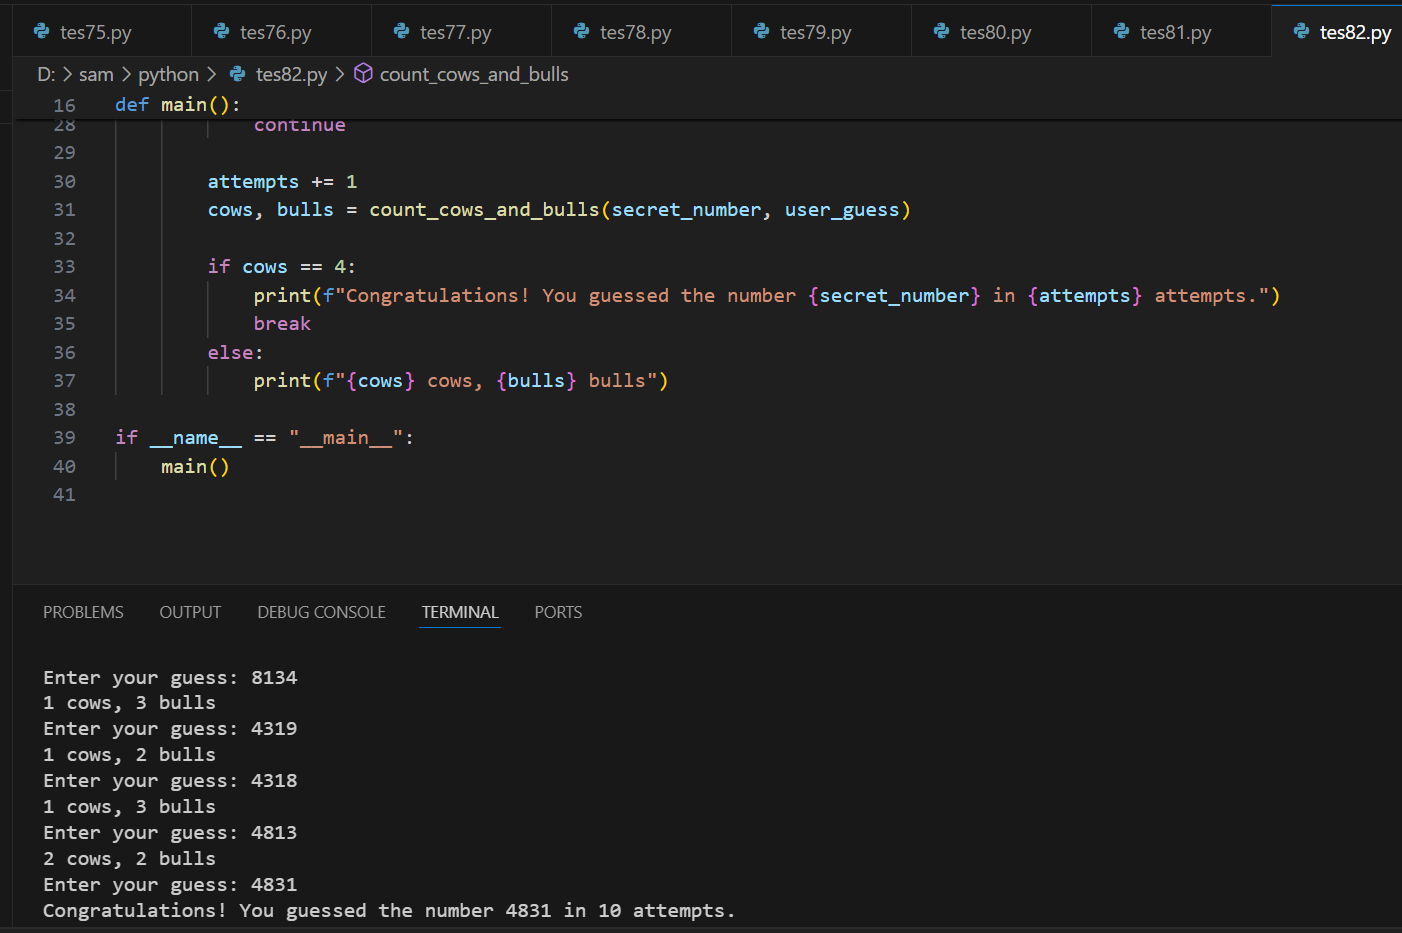 tes75.py tes76.py tes77.py tes78.py tes79.py tes80.py tes81.py tes82.py
D: > sam > python > tes82.py > count_cows_and_bulls
16 def main():
28 continue
29
30 attempts += 1
31 cows, bulls = count_cows_and_bulls(secret_number, user_guess)
32
33 if cows == 4:
34 print(f"Congratulations! You guessed the number {secret_number} in {attempts} attempts.")
35 break
36 else:
37 print(f"{cows} cows, {bulls} bulls")
38
39 if __name__ == "__main__":
40 main()
41
PROBLEMS OUTPUT DEBUG CONSOLE TERMINAL PORTS
Enter your guess: 8134
1 cows, 3 bulls
Enter your guess: 4319
1 cows, 2 bulls
Enter your guess: 4318
1 cows, 3 bulls
Enter your guess: 4813
2 cows, 2 bulls
Enter your guess: 4831
Congratulations! You guessed the number 4831 in 10 attempts.